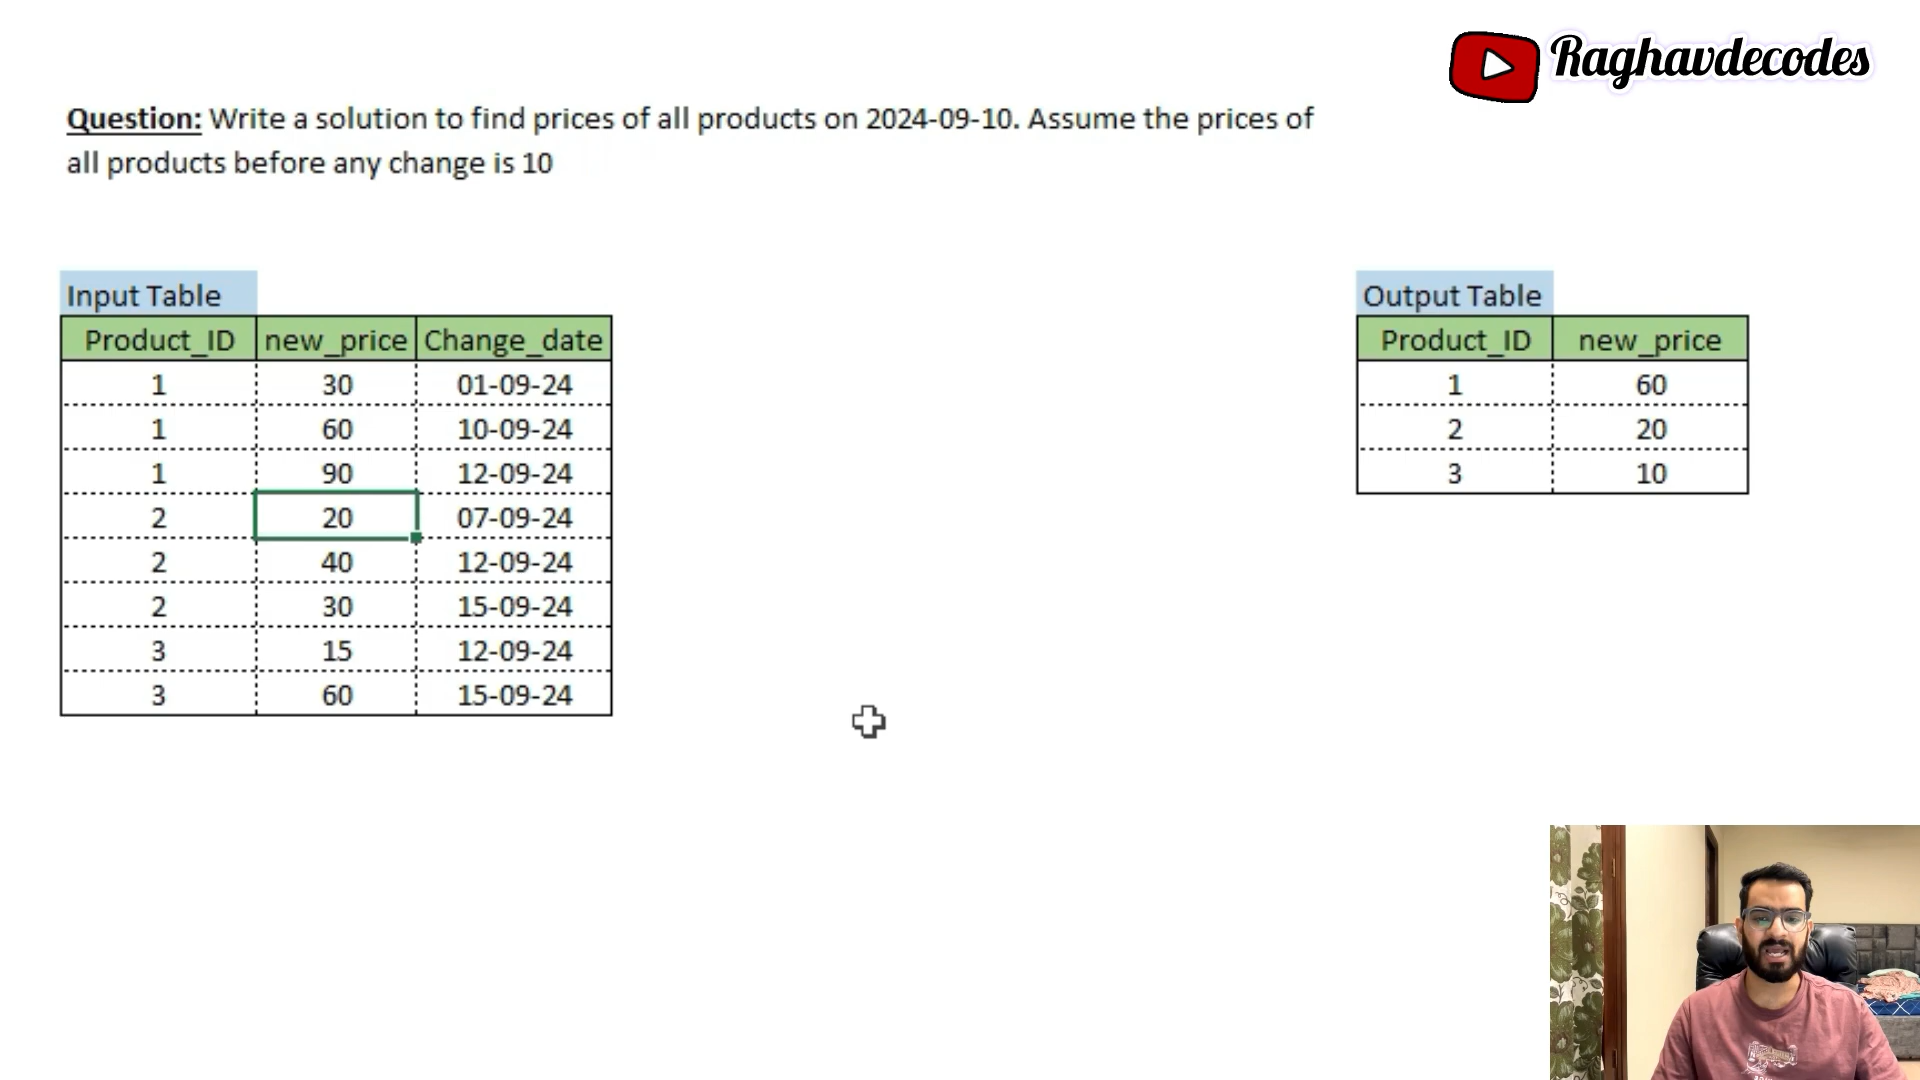 Raghavdecodes
Question: Write a solution to find prices of all products on 2024-09-10. Assume the prices of
all products before any change is 10
Input Table
Product_ID new_price Change_date
1 30 01-09-24
1 60 10-09-24
1 90 12-09-24
2 20 07-09-24
2 40 12-09-24
2 30 15-09-24
3 15 12-09-24
3 60 15-09-24
Output Table
Product_ID new_price
1 60
2 20
3 10